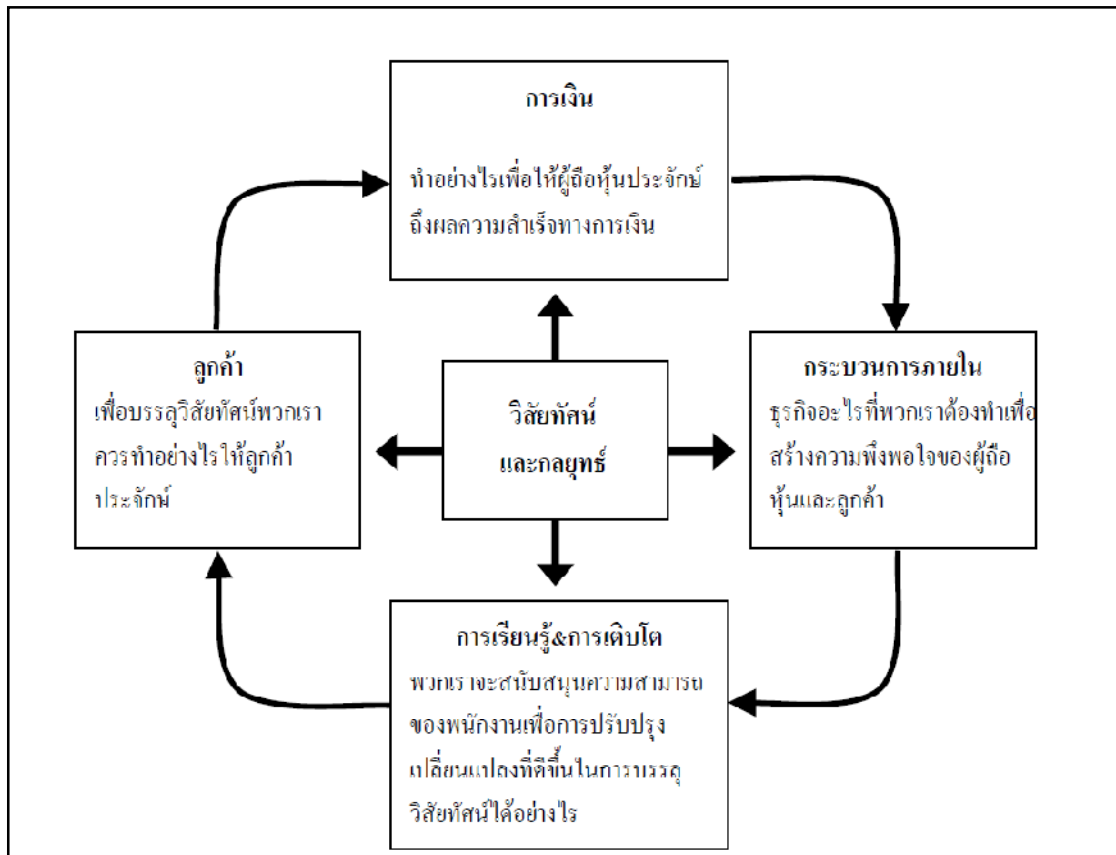 การเงิน
ทำอย่างไรเพื่อให้ผู้ถือหุ้นประจักษ์
ถึงผลความสำเร็จทางการเงิน
ลูกค้า
เพื่อบรรลุวิสัยทัศน์พวกเรา
ควรทำอย่างไรให้ลูกค้า
ประจักษ์
วิสัยทัศน์
และกลยุทธ์
กระบวนการภายใน
ธุรกิจอะไรที่พวกเราต้องทำเพื่อ
สร้างความพึงพอใจของผู้ถือ
หุ้นและลูกค้า
การเรียนรู้&การเติบโต
พวกเราจะสนับสนุนความสามารถ
ของพนักงานเพื่อการปรับปรุง
เปลี่ยนแปลงที่ดีขึ้นในการบรรลุ
วิสัยทัศน์ได้อย่างไร